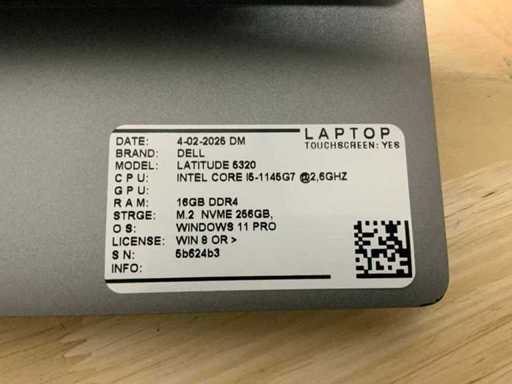 LAPTOP
TOUCHSCREEN: YES
DATE: 4-02-2025 DM
BRAND: DELL
MODEL: LATITUDE 5320
CPU: INTEL CORE I5-1145G7 @2,6GHZ
GPU:
RAM: 16GB DDR4
STRGE: M.2 NVME 256GB,
OS: WINDOWS 11 PRO
LICENSE: WIN 8 OR >
SN: 5b624b3
INFO: